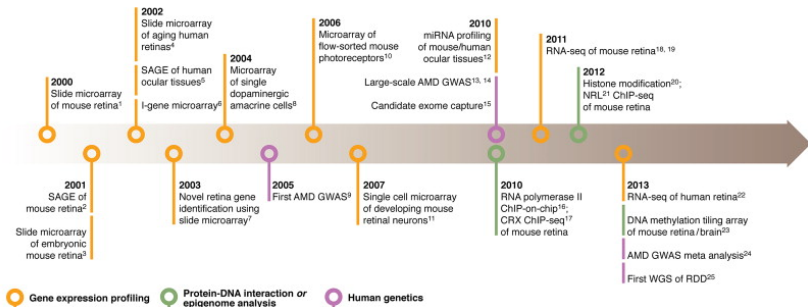 2000
Slide microarray
of mouse retina¹
2002
Slide microarray
of aging human
retinas⁴
SAGE of human
ocular tissues⁵
I-gene microarray⁶
2004
Microarray
of single
dopaminergic
amacrine cells⁸
2006
Microarray of
flow-sorted mouse
photoreceptors¹⁰
2010
miRNA profiling
of mouse/human
ocular tissues¹²
Large-scale AMD GWAS¹³, ¹⁴
Candidate exome capture¹⁵
2011
RNA-seq of mouse retina¹⁸, ¹⁹
2012
Histone modification²⁰;
NRL²¹ ChIP-seq
of mouse retina
2001
SAGE of
mouse retina²
Slide microarray
of embryonic
mouse retina³
2003
Novel retina gene
identification using
slide microarray⁷
2005
First AMD GWAS⁹
2007
Single cell microarray
of developing mouse
retinal neurons¹¹
2010
RNA polymerase II
ChIP-on-chip¹⁶;
CRX ChIP-seq¹⁷
of mouse retina
2013
RNA-seq of human retina²²
DNA methylation tiling array
of mouse retina/brain²³
AMD GWAS meta analysis²⁴
First WGS of RDD²⁵
Gene expression profiling
Protein-DNA interaction or
epigenome analysis
Human genetics